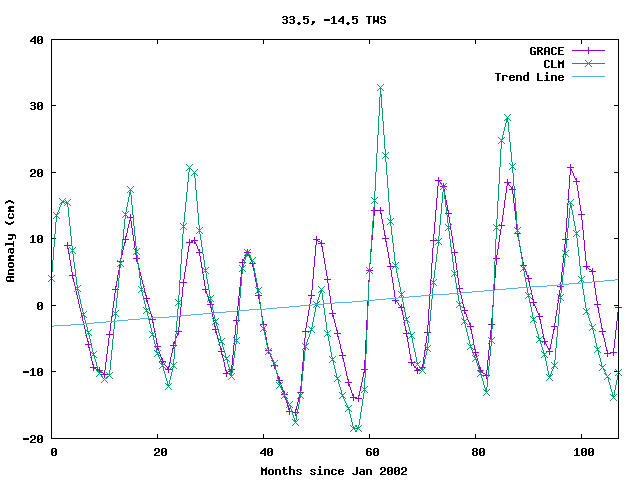 33.5, -14.5 TWS
GRACE
CLM
Trend Line
40
30
20
10
0
-10
-20
Anomaly (cm)
0 20 40 60 80 100
Months since Jan 2002